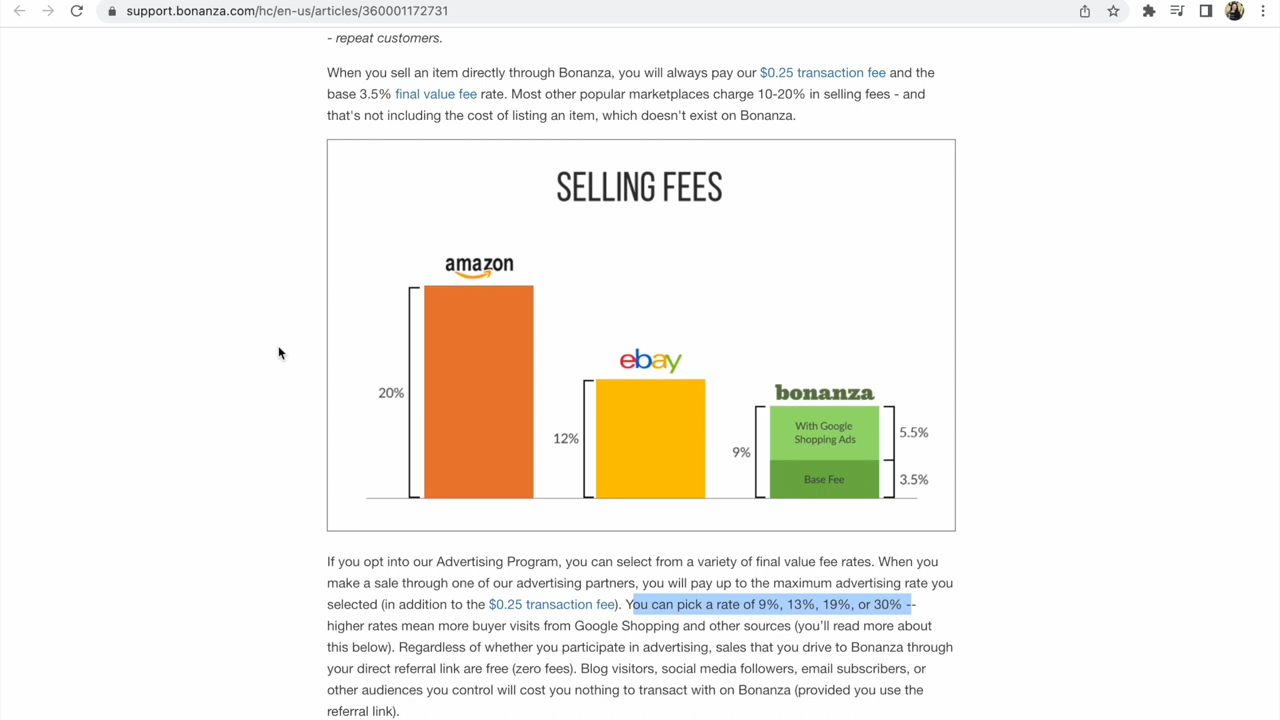 support.bonanza.com/hc/en-us/articles/360001172731
- repeat customers.
When you sell an item directly through Bonanza, you will always pay our $0.25 transaction fee and the
base 3.5% final value fee rate. Most other popular marketplaces charge 10-20% in selling fees - and
that's not including the cost of listing an item, which doesn't exist on Bonanza.
SELLING FEES
amazon
20%
ebay
12%
bonanza
With Google
Shopping Ads
5.5%
9%
Base Fee
3.5%
If you opt into our Advertising Program, you can select from a variety of final value fee rates. When you
make a sale through one of our advertising partners, you will pay up to the maximum advertising rate you
selected (in addition to the $0.25 transaction fee). You can pick a rate of 9%, 13%, 19%, or 30% --
higher rates mean more buyer visits from Google Shopping and other sources (you'll read more about
this below). Regardless of whether you participate in advertising, sales that you drive to Bonanza through
your direct referral link are free (zero fees). Blog visitors, social media followers, email subscribers, or
other audiences you control will cost you nothing to transact with on Bonanza (provided you use the
referral link).